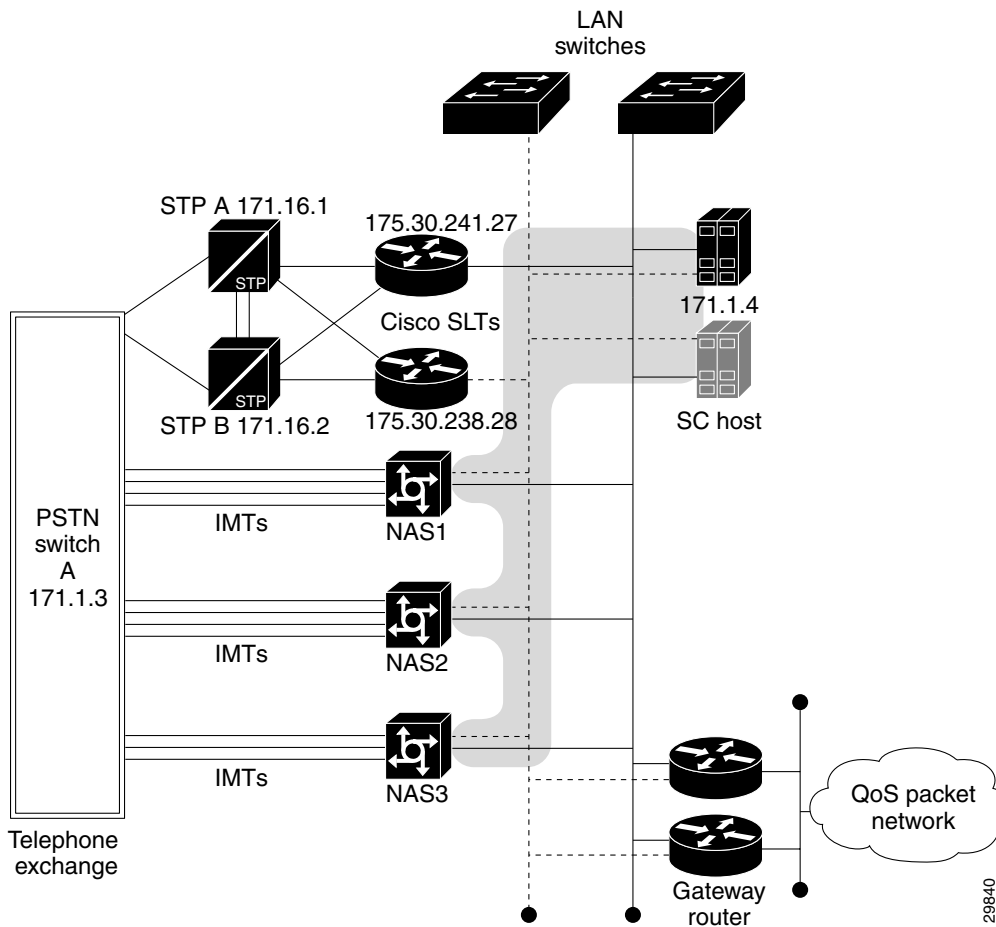 LAN
switches
STP A 171.16.1
175.30.241.27
STP
171.1.4
Cisco SLTs
STP
STP B 171.16.2
175.30.238.28
SC host
PSTN
switch
A
171.1.3
IMTs
NAS1
IMTs
NAS2
IMTs
NAS3
QoS packet
network
Telephone
exchange
Gateway
router
29840